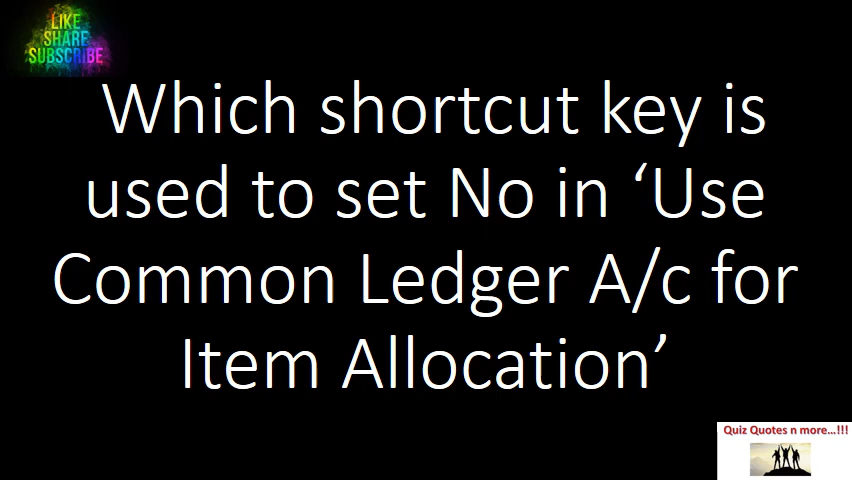 LIKE
SHARE
SUBSCRIBE
Which shortcut key is
used to set No in ‘Use
Common Ledger A/c for
Item Allocation’
Quiz Quotes n more...!!!